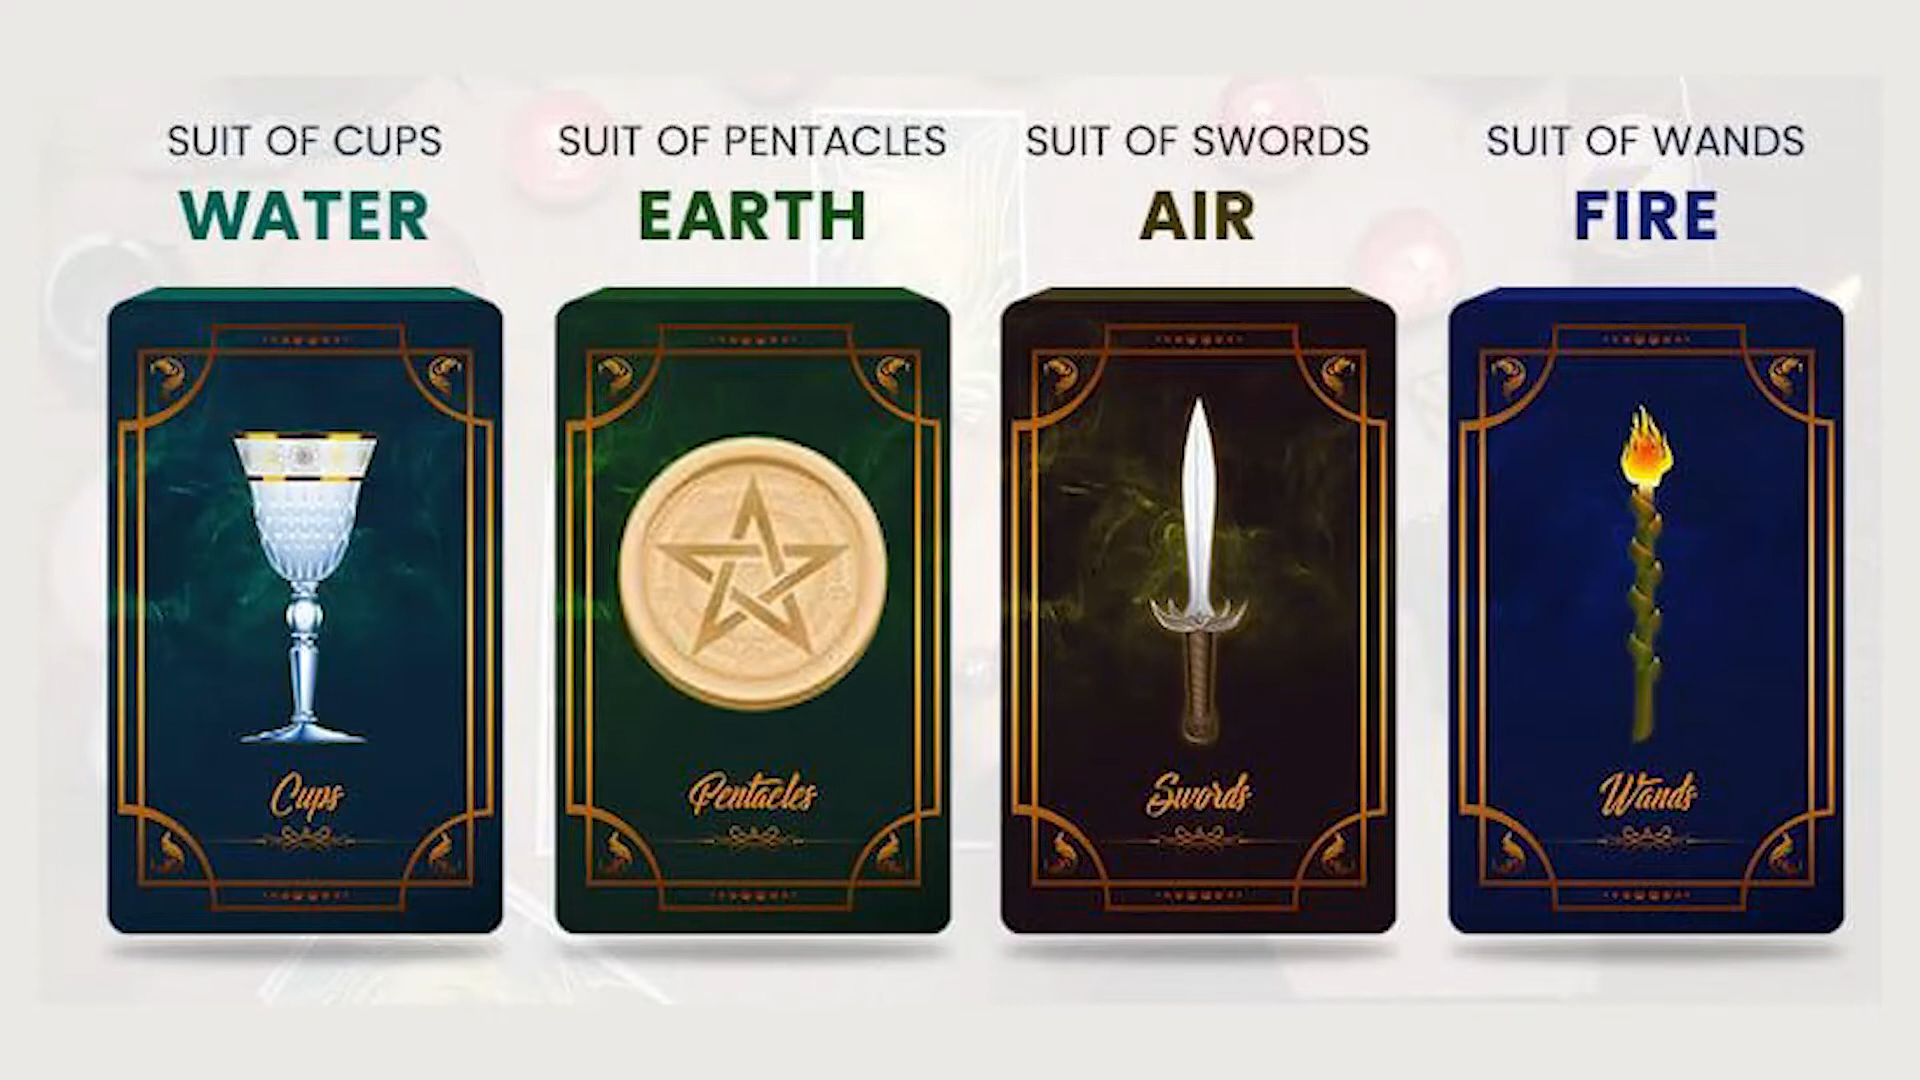 SUIT OF CUPS
WATER
Cups
SUIT OF PENTACLES
EARTH
Pentacles
SUIT OF SWORDS
AIR
Swords
SUIT OF WANDS
FIRE
Wands